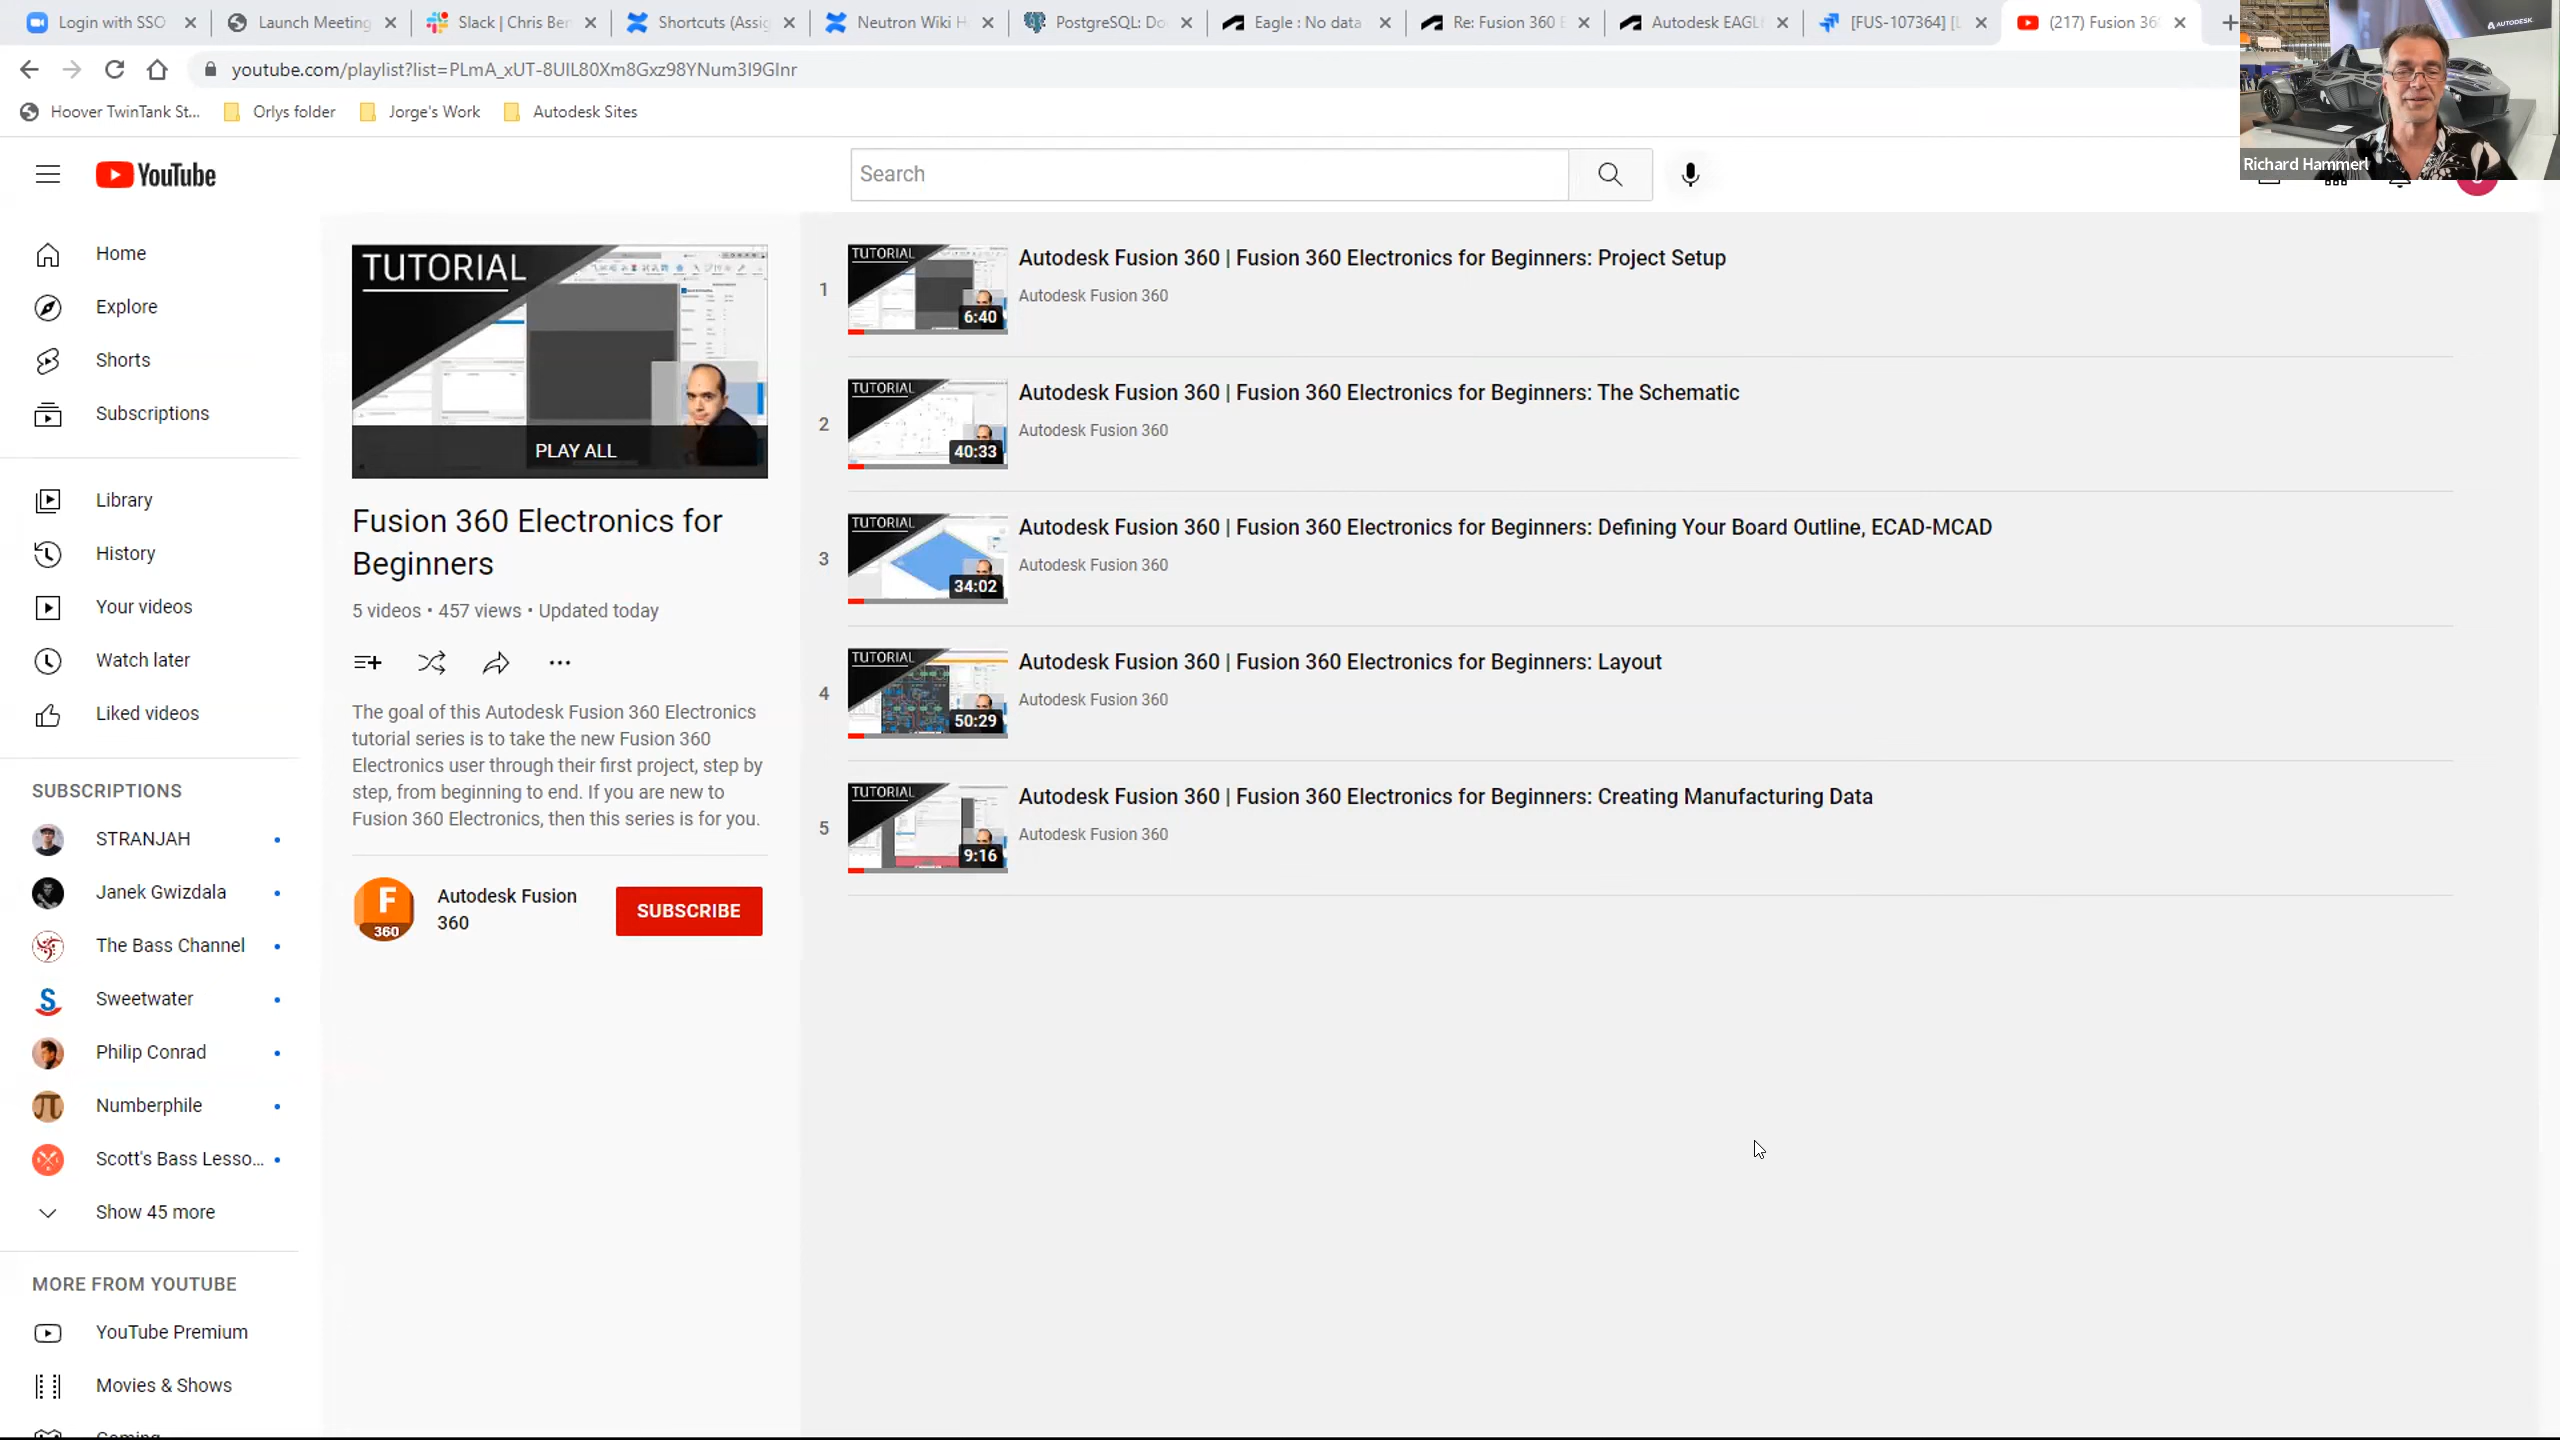 Login with SSO
Launch Meeting
Slack | Chris Ber
Shortcuts (Assig
Neutron Wiki H
PostgreSQL: Do
Eagle : No data
Re: Fusion 360 E
Autodesk EAGL
[FUS-107364] [L
(217) Fusion 36
youtube.com/playlist?list=PLmA_xUT-8UlL80Xm8Gxz98YNum3I9GInr
Hoover TwinTank St...
Orlys folder
Jorge's Work
Autodesk Sites
AUTODESK
Richard Hammerl
YouTube
Search
Home
Explore
Shorts
Subscriptions
Library
History
Your videos
Watch later
Liked videos
SUBSCRIPTIONS
STRANJAH
Janek Gwizdala
The Bass Channel
Sweetwater
Philip Conrad
Numberphile
Scott's Bass Lesso...
Show 45 more
MORE FROM YOUTUBE
YouTube Premium
Movies & Shows
TUTORIAL
PLAY ALL
Fusion 360 Electronics for
Beginners
5 videos • 457 views • Updated today
The goal of this Autodesk Fusion 360 Electronics
tutorial series is to take the new Fusion 360
Electronics user through their first project, step by
step, from beginning to end. If you are new to
Fusion 360 Electronics, then this series is for you.
F
360
Autodesk Fusion
360
SUBSCRIBE
1
TUTORIAL
6:40
Autodesk Fusion 360 | Fusion 360 Electronics for Beginners: Project Setup
Autodesk Fusion 360
2
TUTORIAL
40:33
Autodesk Fusion 360 | Fusion 360 Electronics for Beginners: The Schematic
Autodesk Fusion 360
3
TUTORIAL
34:02
Autodesk Fusion 360 | Fusion 360 Electronics for Beginners: Defining Your Board Outline, ECAD-MCAD
Autodesk Fusion 360
4
TUTORIAL
50:29
Autodesk Fusion 360 | Fusion 360 Electronics for Beginners: Layout
Autodesk Fusion 360
5
TUTORIAL
9:16
Autodesk Fusion 360 | Fusion 360 Electronics for Beginners: Creating Manufacturing Data
Autodesk Fusion 360